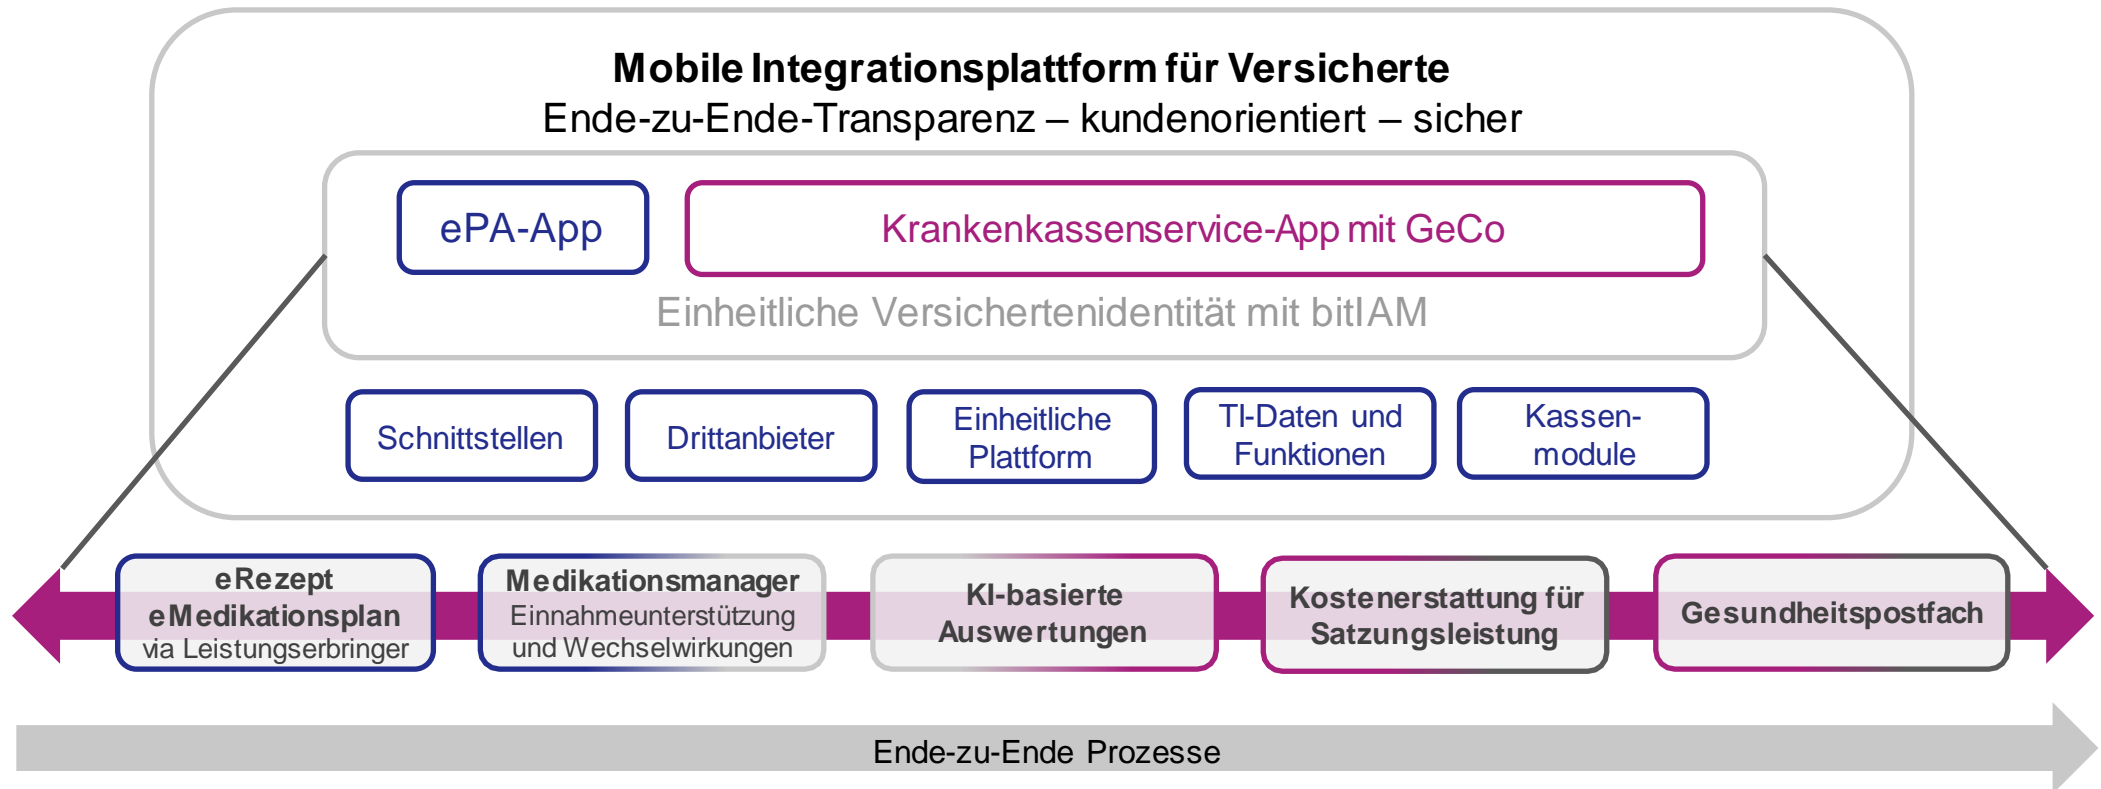 Mobile Integrationsplattform für Versicherte
Ende-zu-Ende-Transparenz – kundenorientiert – sicher
ePA-App
Krankenkassenservice-App mit GeCo
Einheitliche Versichertenidentität mit bitIAM
Schnittstellen
Drittanbieter
Einheitliche
Plattform
TI-Daten und
Funktionen
Kassen-
module
eRezept
eMedikationsplan
via Leistungserbringer
Medikationsmanager
Einnahmeunterstützung
und Wechselwirkungen
KI-basierte
Auswertungen
Kostenerstattung für
Satzungsleistung
Gesundheitspostfach
Ende-zu-Ende Prozesse